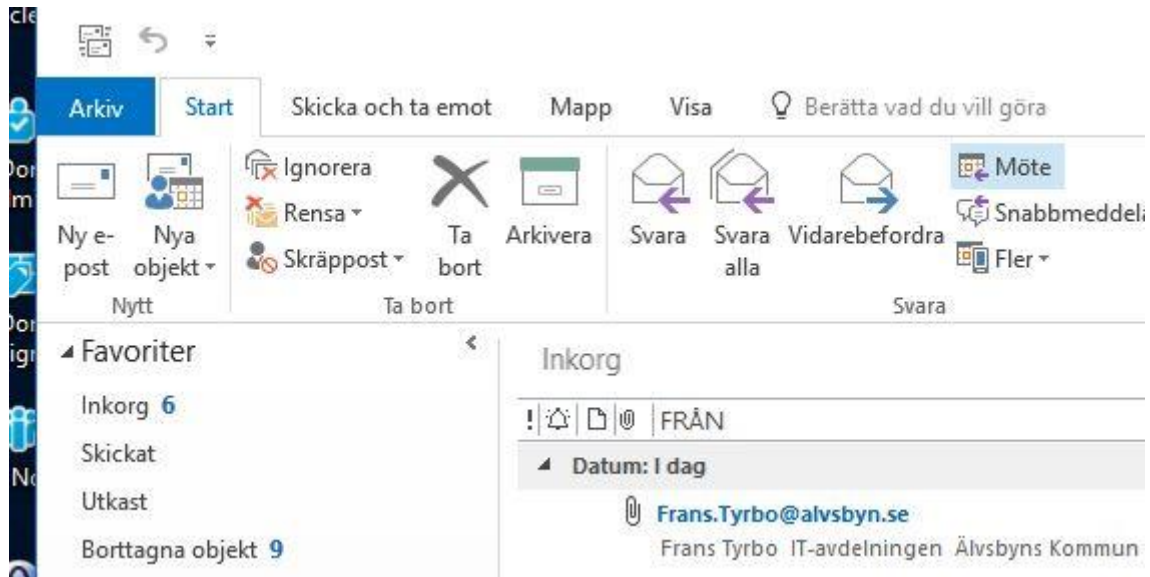 Arkiv Start Skicka och ta emot Mapp Visa Berätta vad du vill göra
Ignorera
Rensa
Skräppost
Ny e-
post
Nya
objekt
Ta
bort
Arkivera
Svara
Svara
alla
Vidarebefordra
Möte
Snabbmeddela
Fler
Nytt
Ta bort
Svara
Favoriter
Inkorg 6
Skickat
Utkast
Borttagna objekt 9
Inkorg
! FRÅN
Datum: I dag
Frans.Tyrbo@alvsbyn.se
Frans Tyrbo IT-avdelningen Älvsbyns Kommun